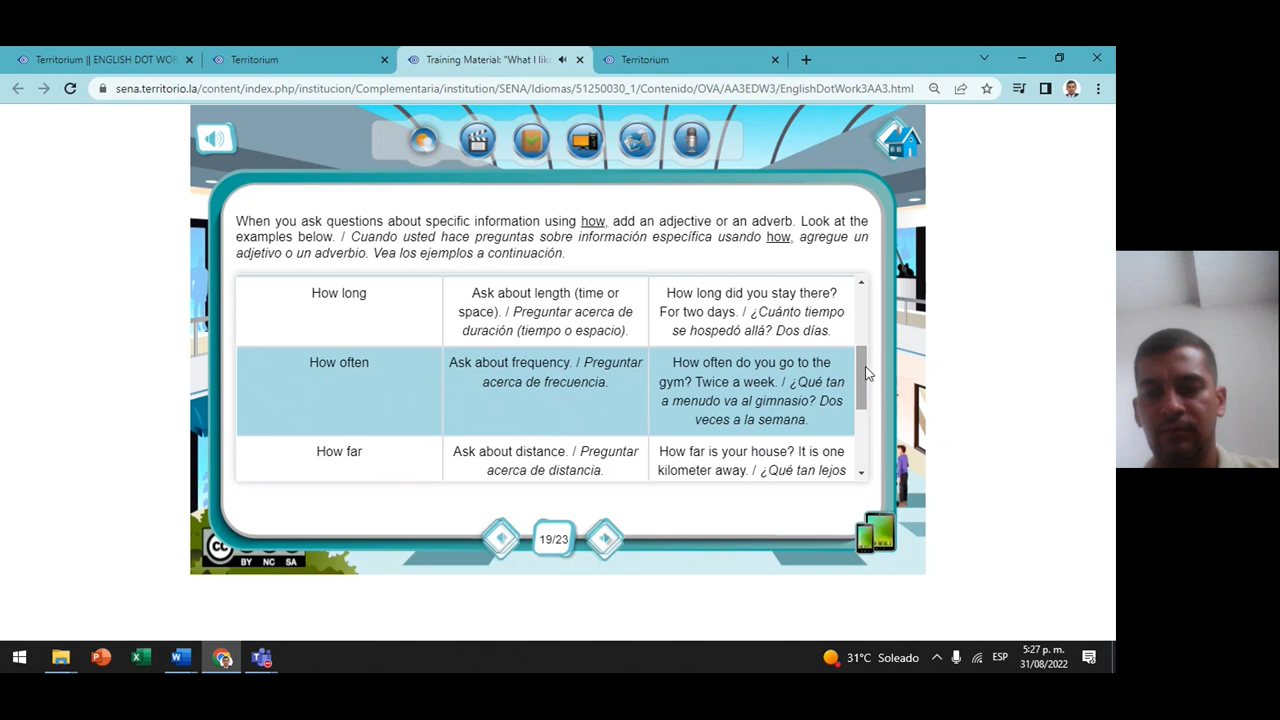 Territorium || ENGLISH DOT WOR
Territorium
Training Material: "What I like
Territorium
sena.territorio.la/content/index.php/institucion/Complementaria/institution/SENA/Idiomas/51250030_1/Contenido/OVA/AA3EDW3/EnglishDotWork3AA3.html
When you ask questions about specific information using how, add an adjective or an adverb. Look at the
examples below. / Cuando usted hace preguntas sobre información específica usando how, agregue un
adjetivo o un adverbio. Vea los ejemplos a continuación.
How long
Ask about length (time or
space). / Preguntar acerca de
duración (tiempo o espacio).
How long did you stay there?
For two days. / ¿Cuánto tiempo
se hospedó allá? Dos días.
How often
Ask about frequency. / Preguntar
acerca de frecuencia.
How often do you go to the
gym? Twice a week. / ¿Qué tan
a menudo va al gimnasio? Dos
veces a la semana.
How far
Ask about distance. / Preguntar
acerca de distancia.
How far is your house? It is one
kilometer away. / ¿Qué tan lejos
19/23
CC
BY NC SA
31°C Soleado
ESP
5:27 p. m.
31/08/2022